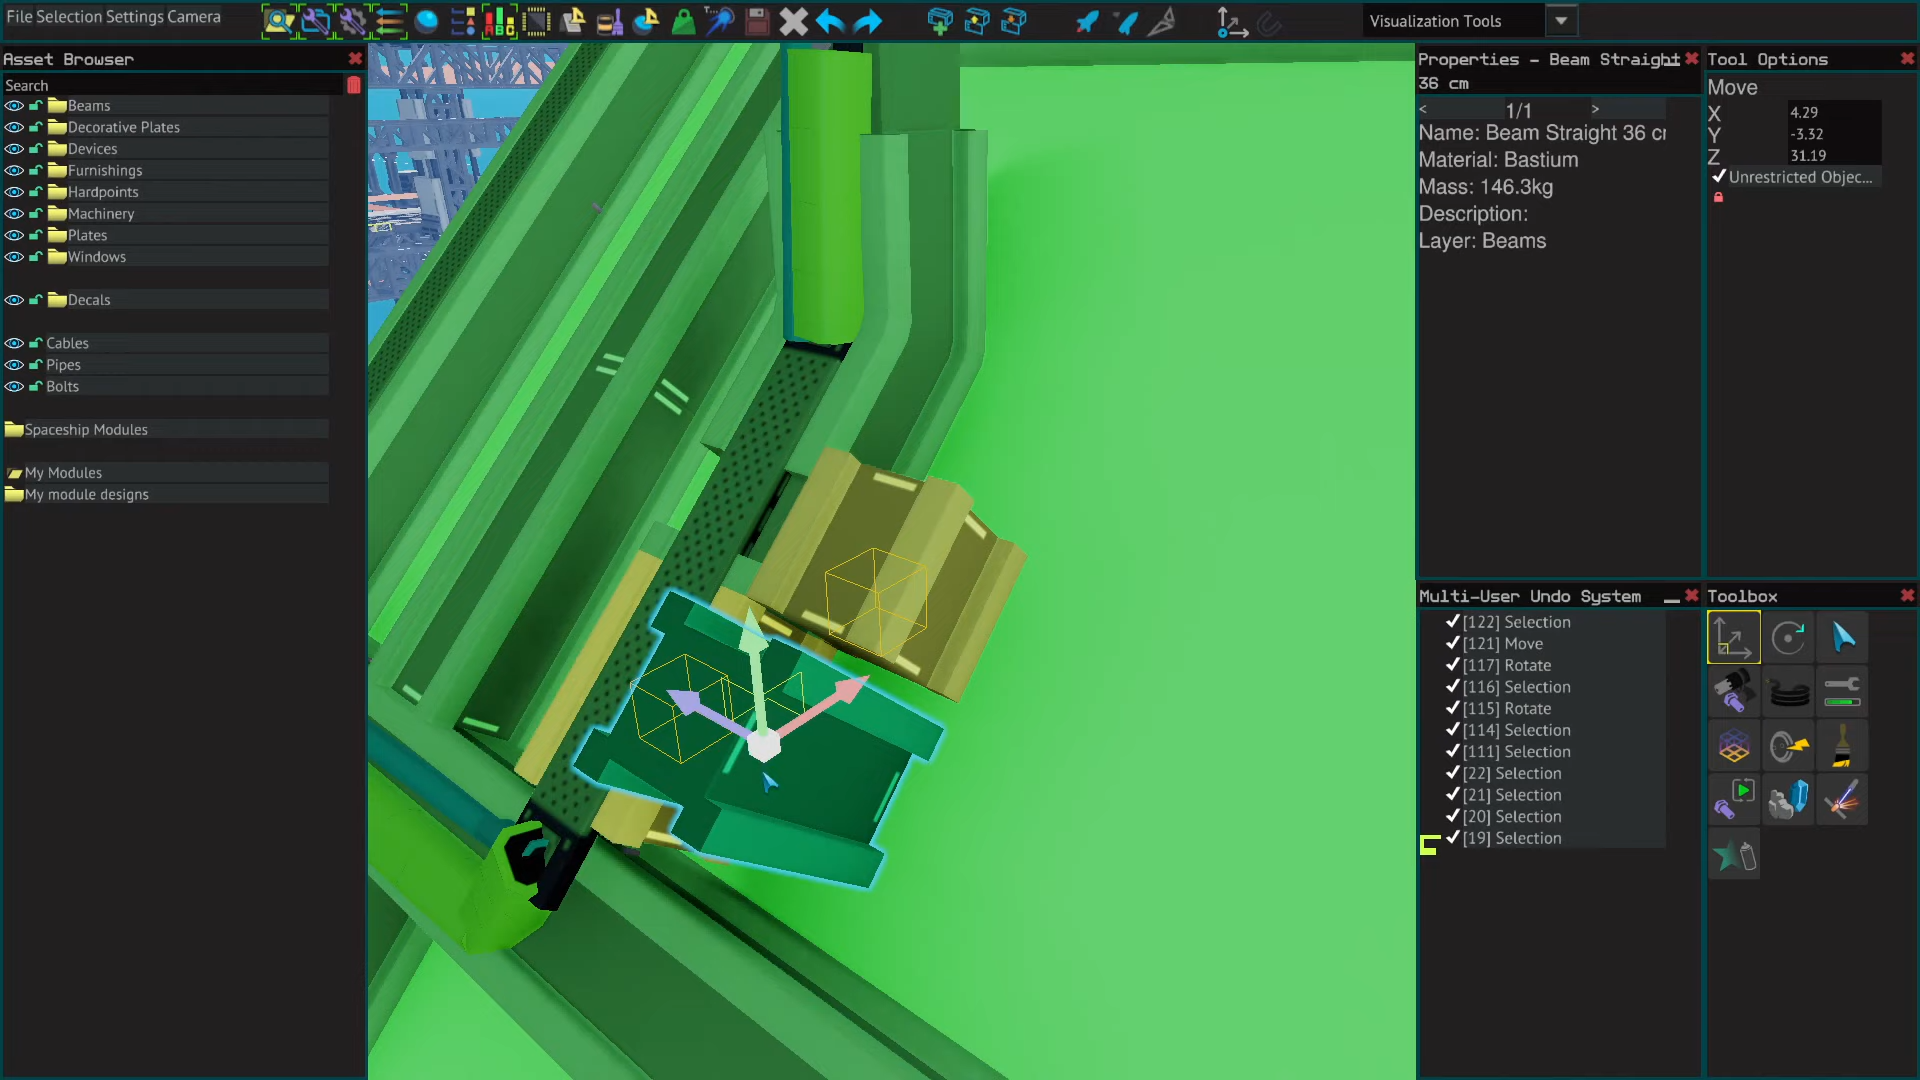 File Selection Settings Camera
Visualization Tools
Asset Browser
Search
Beams
Decorative Plates
Devices
Furnishings
Hardpoints
Machinery
Plates
Windows
Decals
Cables
Pipes
Bolts
Spaceship Modules
My Modules
My module designs
Properties - Beam Straight
36 cm
< 1/1 >
Name: Beam Straight 36 cm
Material: Bastium
Mass: 146.3kg
Description:
Layer: Beams
Tool Options
Move
X 4.29
Y -3.32
Z 31.19
Unrestricted Objec...
Multi-User Undo System
[122] Selection
[121] Move
[117] Rotate
[116] Selection
[115] Rotate
[114] Selection
[111] Selection
[22] Selection
[21] Selection
[20] Selection
[19] Selection
Toolbox